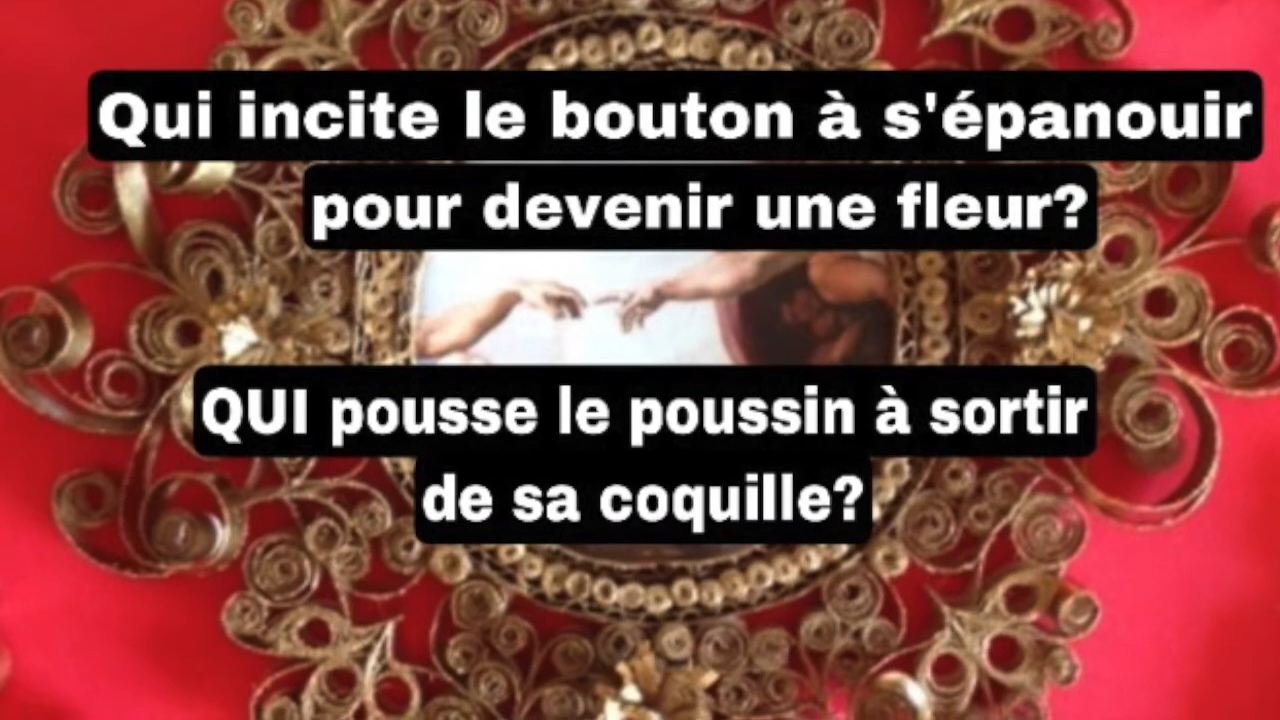 Qui incite le bouton à s'épanouir
pour devenir une fleur?
QUI pousse le poussin à sortir
de sa coquille?